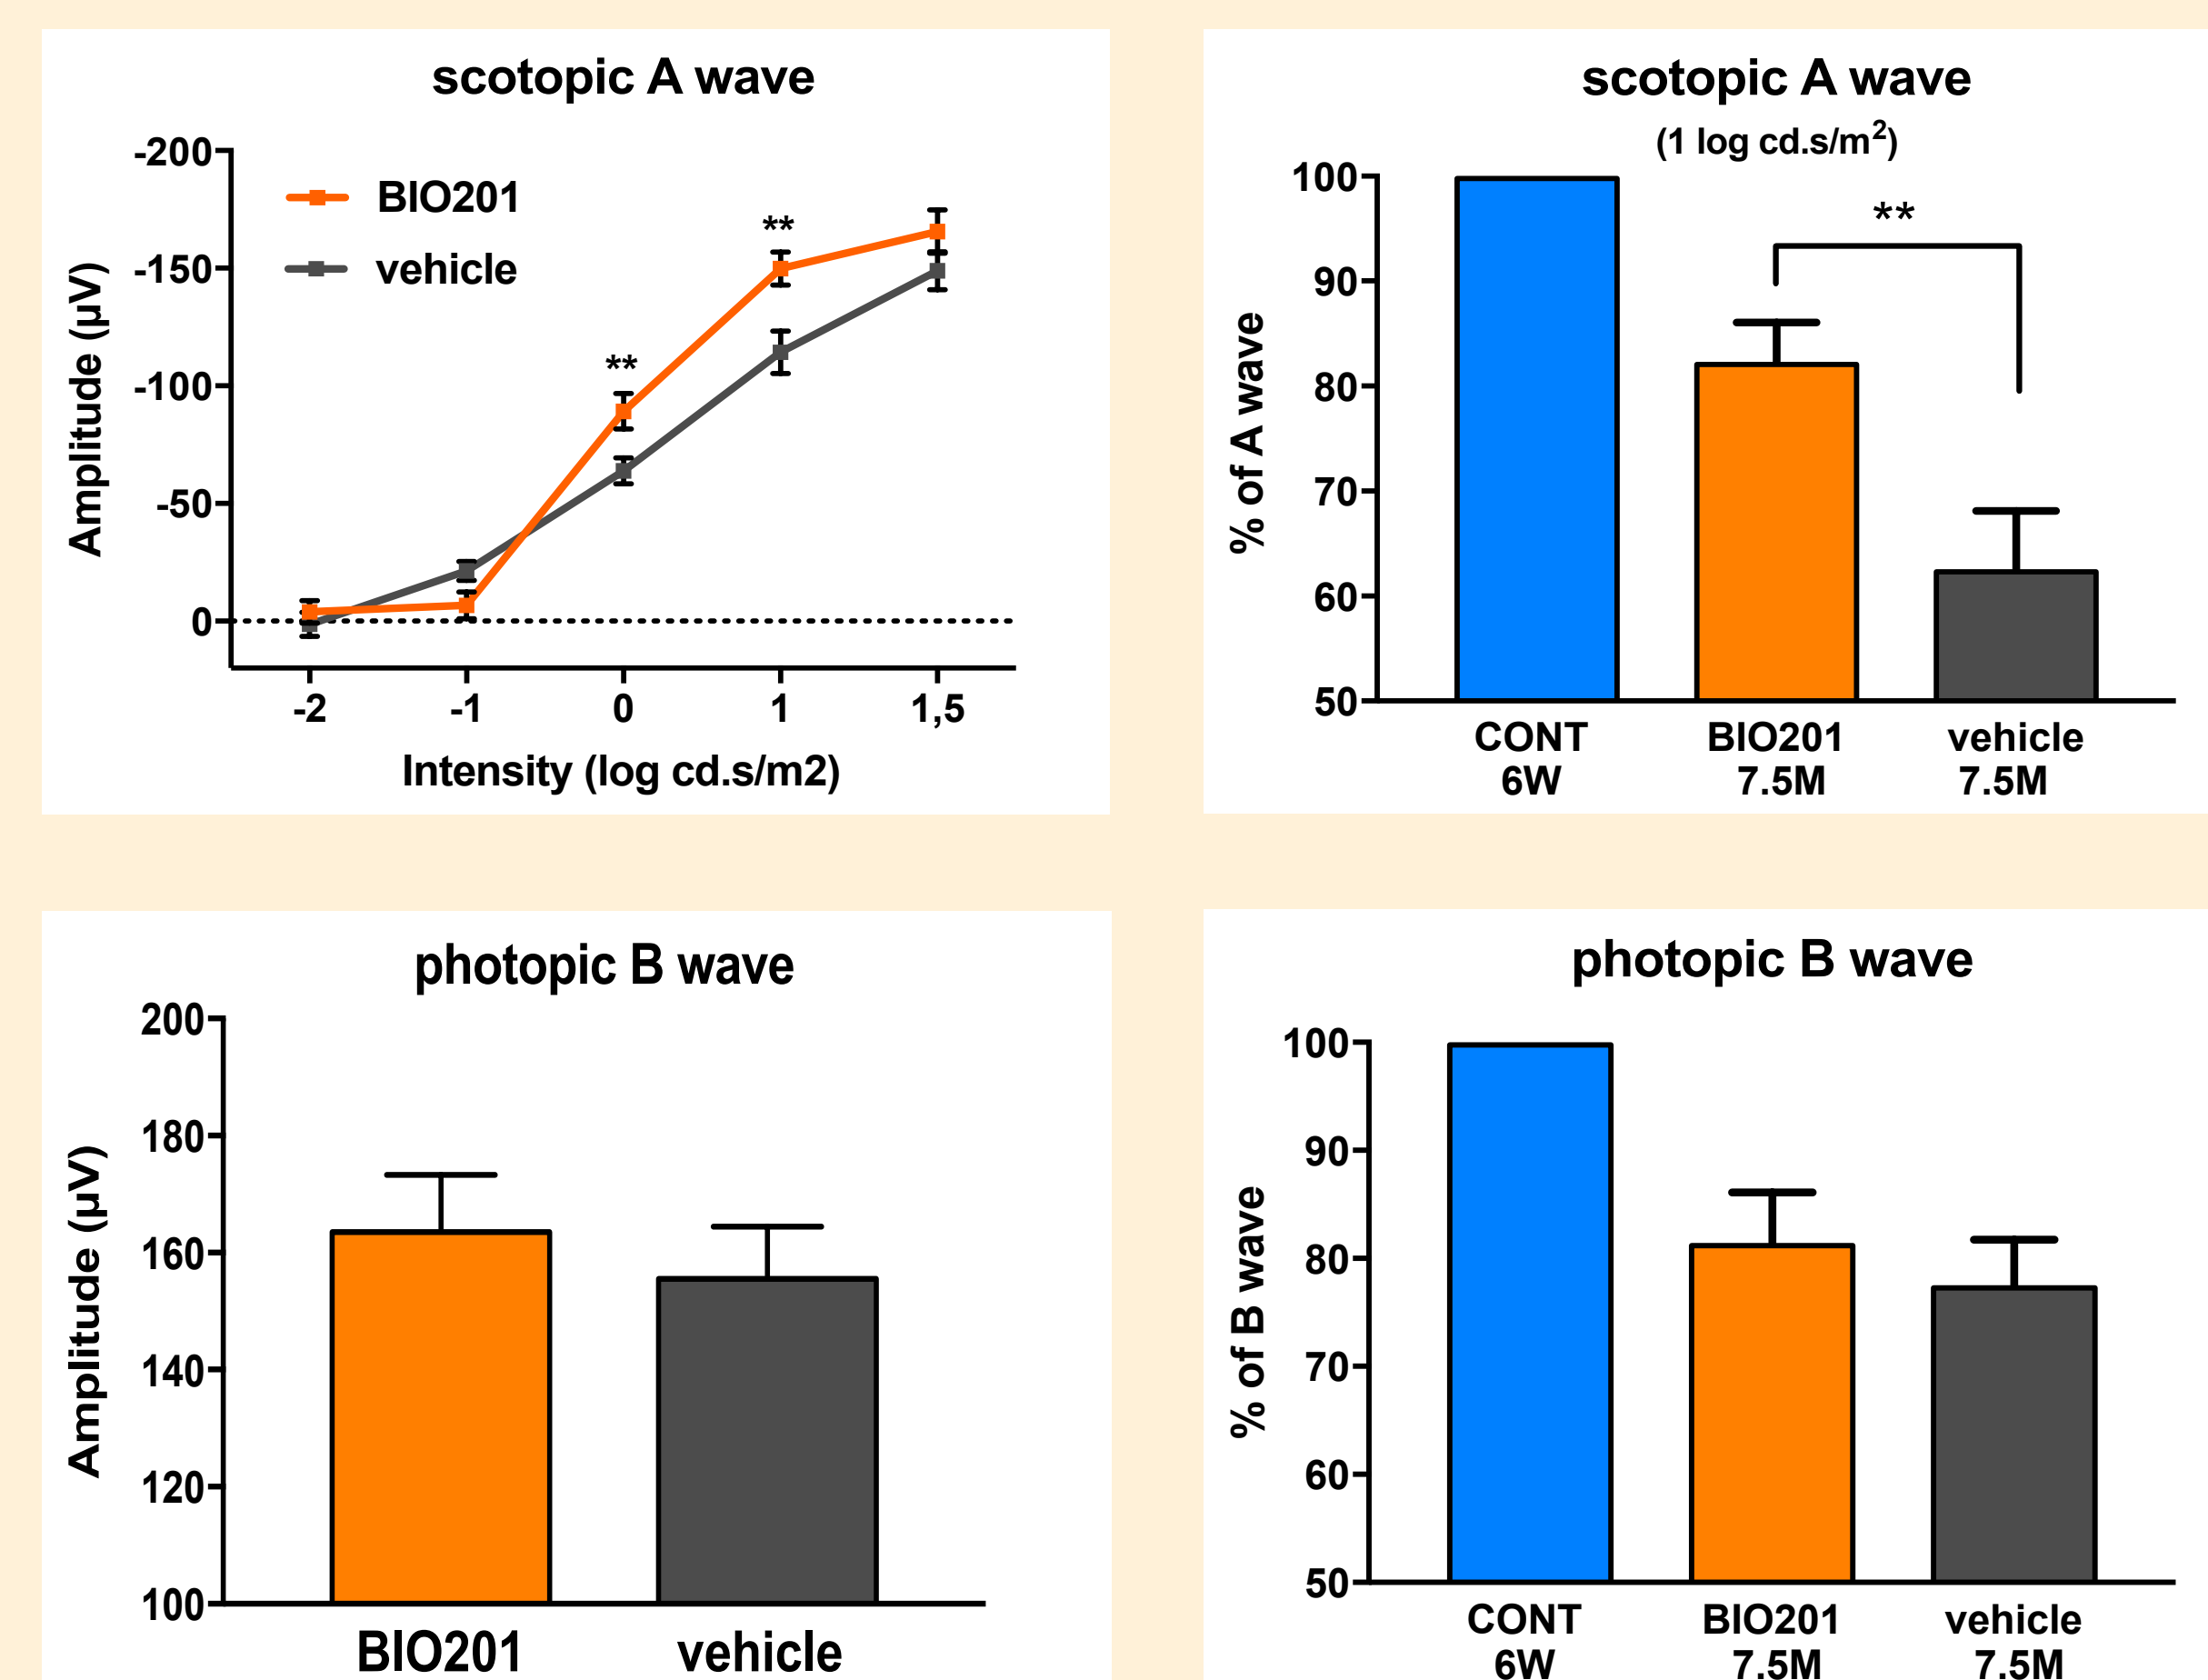 scotopic A wave
-200
-150
-100
-50
0
Amplitude (µV)
BIO201
vehicle
**
**
-2 -1 0 1 1,5
Intensity (log cd.s/m2)
scotopic A wave
(1 log cd.s/m²)
100
90
80
70
60
50
% of A wave
**
CONT BIO201 vehicle
6W 7.5M 7.5M
photopic B wave
200
180
160
140
120
100
Amplitude (µV)
BIO201 vehicle
photopic B wave
100
90
80
70
60
50
% of B wave
CONT BIO201 vehicle
6W 7.5M 7.5M